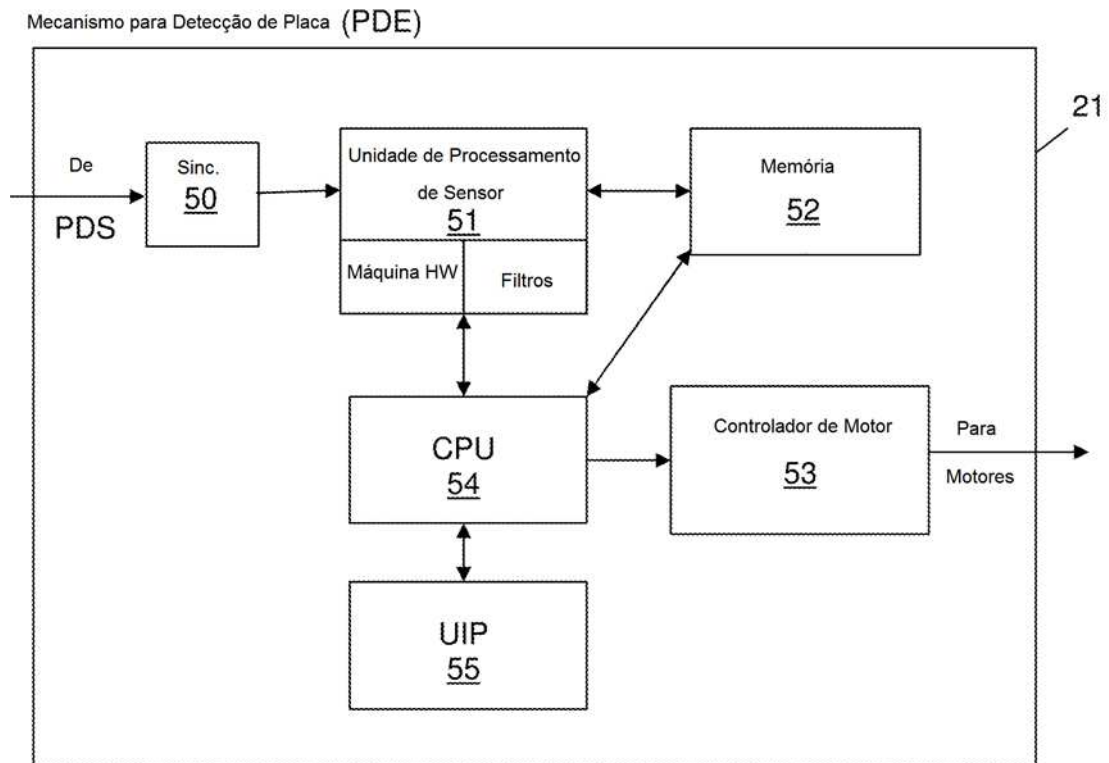 Mecanismo para Detecção de Placa (PDE)
21
De
PDS
Sinc.
50
Unidade de Processamento
de Sensor
51
Máquina HW
Filtros
Memória
52
CPU
54
Controlador de Motor
53
Para
Motores
UIP
55